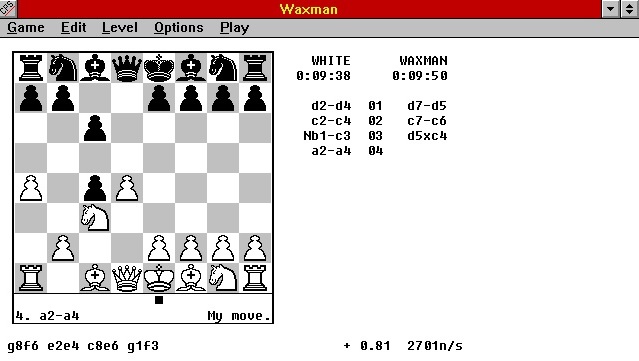 Waxman
Game Edit Level Options Play
WHITE WAXMAN
0:09:38 0:09:50
d2-d4 01 d7-d5
c2-c4 02 c7-c6
Nb1-c3 03 d5xc4
a2-a4 04
4. a2-a4 My move.
g8f6 e2e4 c8e6 g1f3 + 0.81 2701n/s